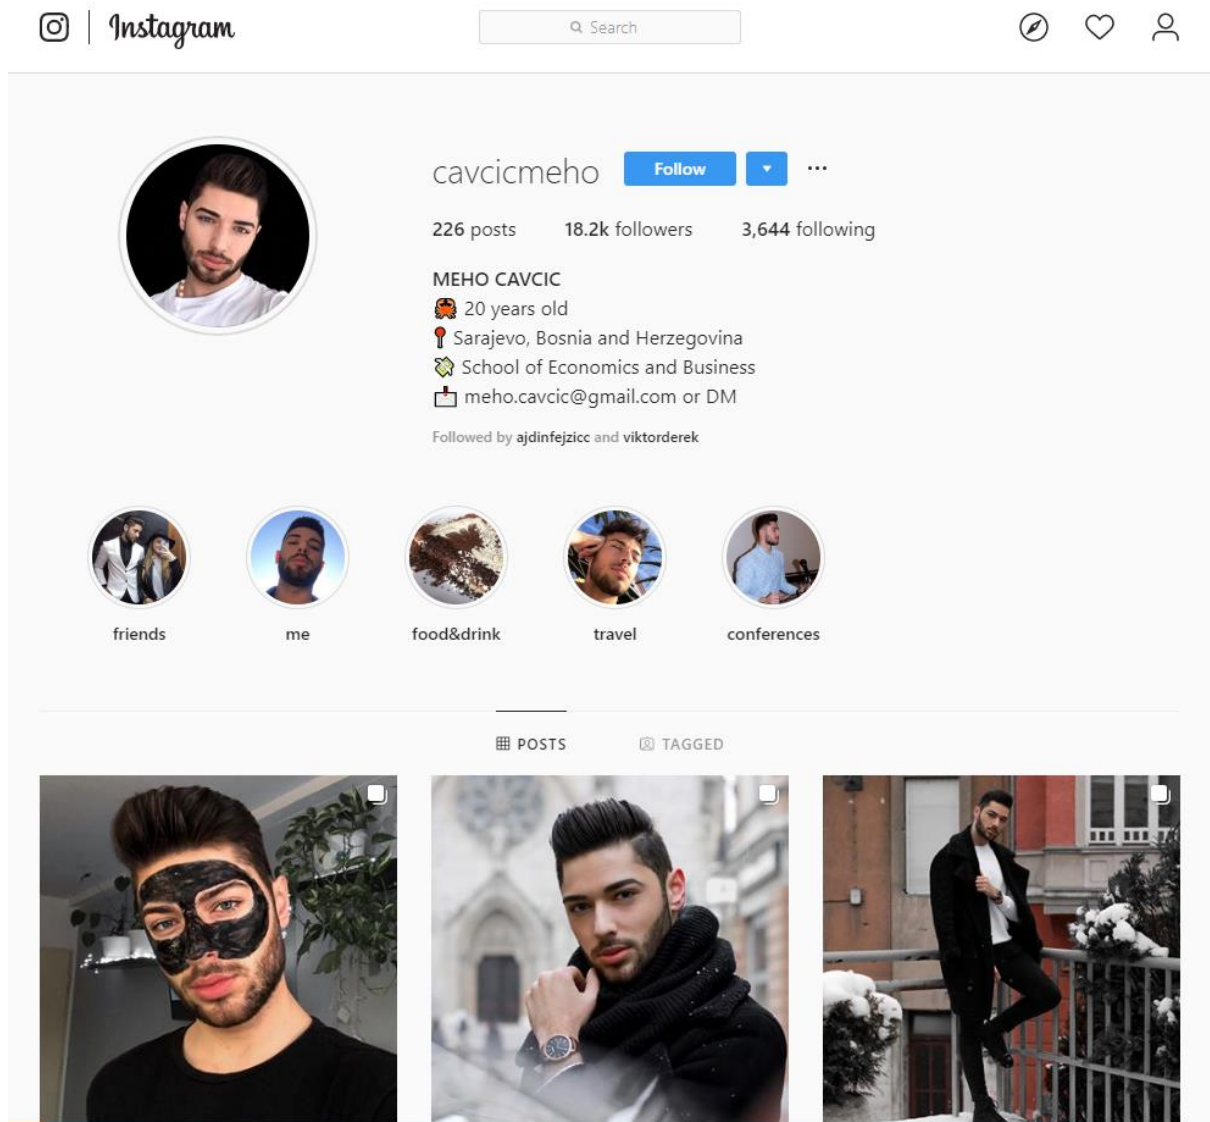 Instagram
Search
cavcicmeho Follow
226 posts 18.2k followers 3,644 following
MEHO CAVCIC
20 years old
Sarajevo, Bosnia and Herzegovina
School of Economics and Business
meho.cavcic@gmail.com or DM
Followed by ajdinfejzicc and viktorderek
friends me food&drink travel conferences
POSTS TAGGED